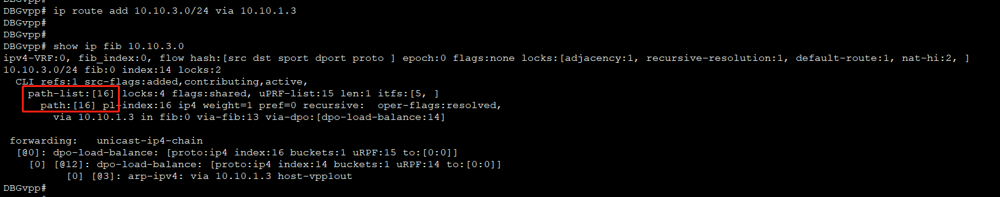 DBGvpp# ip route add 10.10.3.0/24 via 10.10.1.3
DBGvpp#
DBGvpp#
DBGvpp# show ip fib 10.10.3.0
ipv4-VRF:0, fib_index:0, flow hash:[src dst sport dport proto ] epoch:0 flags:none locks:[adjacency:1, recursive-resolution:1, default-route:1, nat-hi:2, ]
10.10.3.0/24 fib:0 index:14 locks:2
  CLI refs:1 src-flags:added,contributing,active,
    path-list:[16] locks:4 flags:shared, uPRF-list:15 len:1 itfs:[5, ]
      path:[16] pl-index:16 ip4 weight=1 pref=0 recursive:  oper-flags:resolved,
        via 10.10.1.3 in fib:0 via-fib:13 via-dpo:[dpo-load-balance:14]

 forwarding:   unicast-ip4-chain
  [@0]: dpo-load-balance: [proto:ip4 index:16 buckets:1 uRPF:15 to:[0:0]]
    [0] [@12]: dpo-load-balance: [proto:ip4 index:14 buckets:1 uRPF:14 to:[0:0]]
          [0] [@3]: arp-ipv4: via 10.10.1.3 host-vpp1out
DBGvpp#